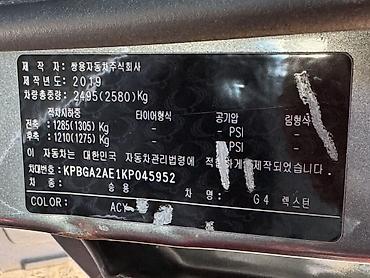 제 작 자 : 쌍용자동차주식회사
제작년도 : 2019
차량총중량 : 2495(2580)Kg
적차시하중 타이어형식 공기압 림형식
전축 : 1285(1305)Kg — — PSI
후축 : 1210(1275)Kg — — PSI —
이 자동차는 대한민국 자동차관리법령에 적합하게 제작되었습니다.
차대번호 : KPBGA2AE1KP045952
차 종 : 승 용 차 명 : G4 렉스턴
COLOR: ACY